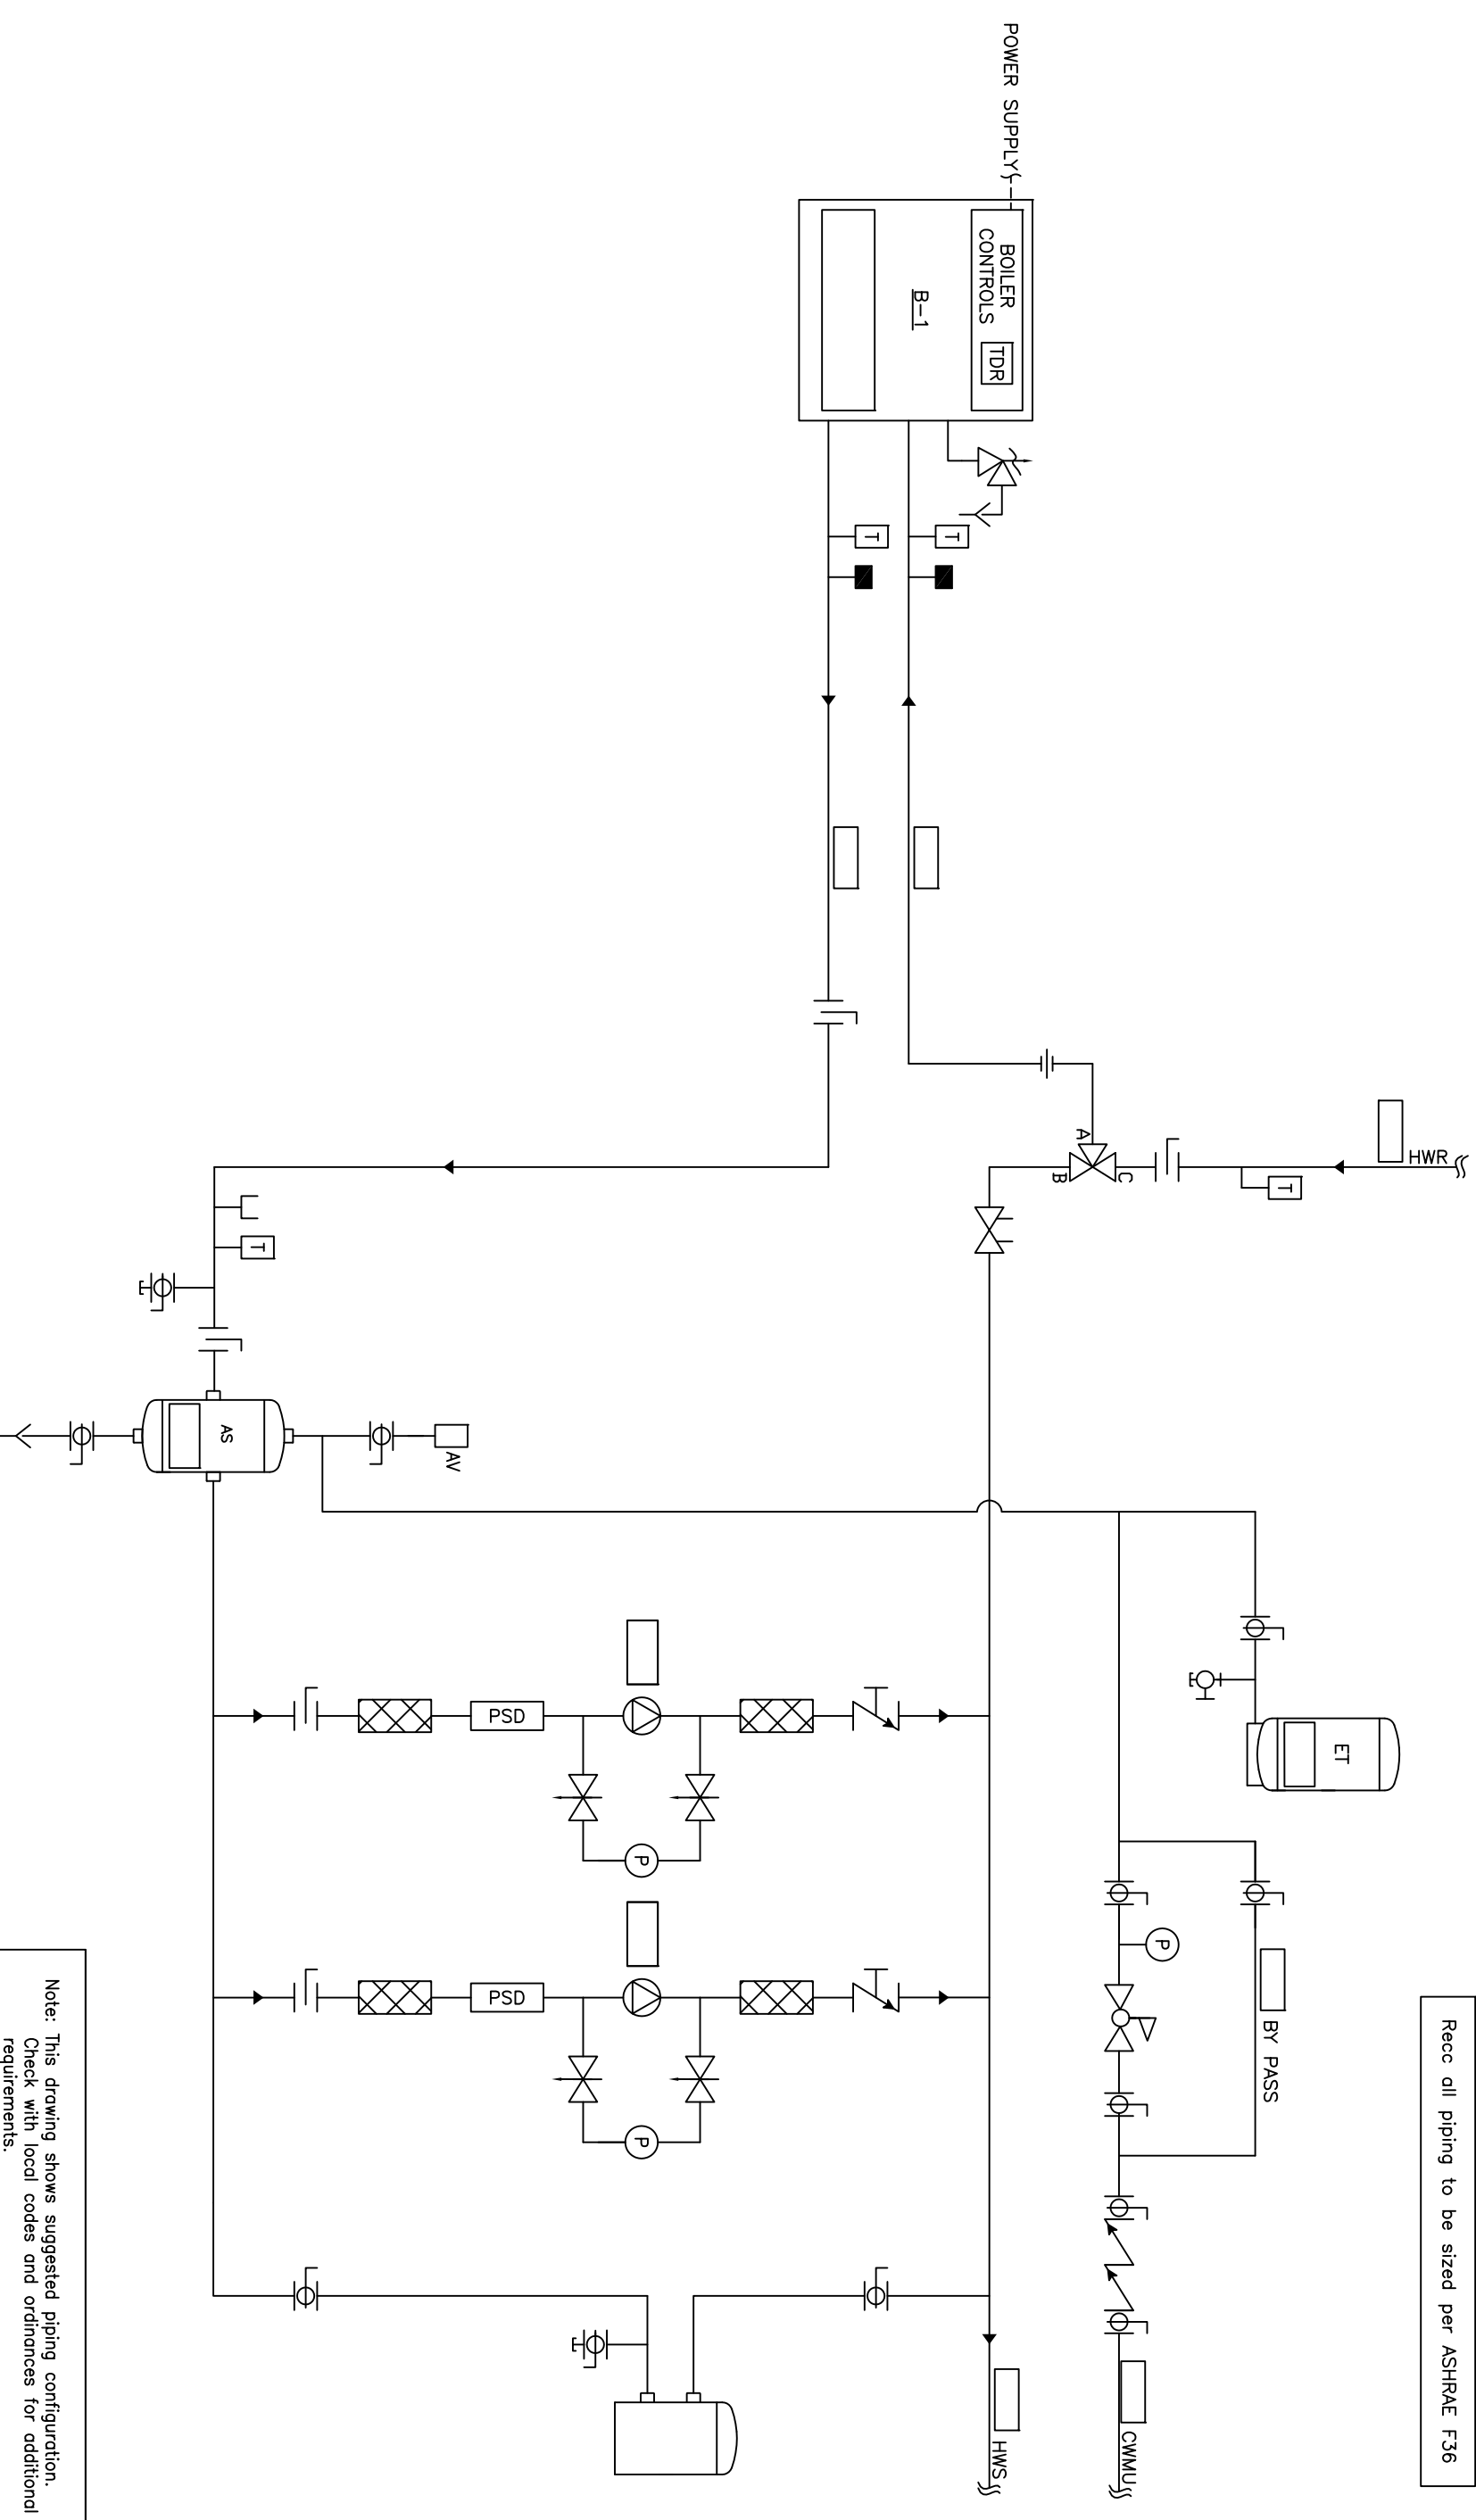 Recc all piping to be sized per ASHRAE F36
HWR
T
C
A
B
ET
BY PASS
P
CWMU
HWS
POWER SUPPLY
BOILER
CONTROLS
TDR
B-1
T
T
T
AV
AS
PSD
P
PSD
P
Note: This drawing shows suggested piping configuration.
Check with local codes and ordinances for additional
requirements.